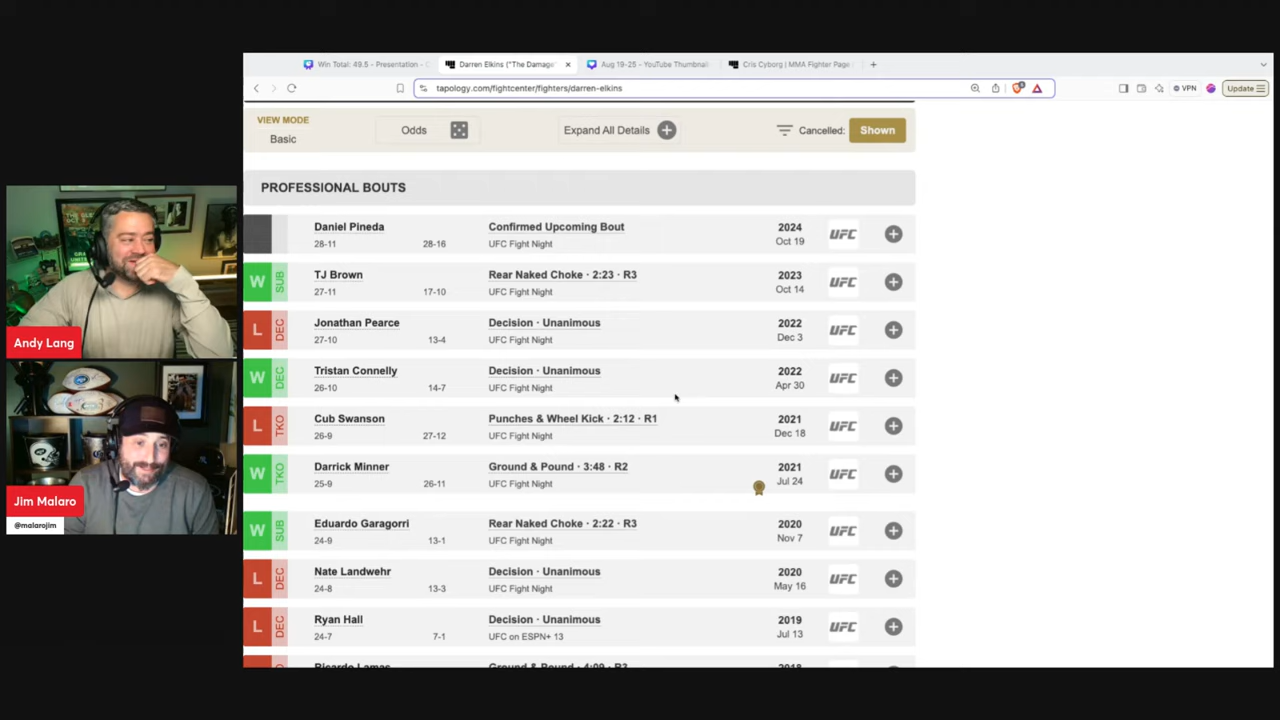 Win Total: 49.5 - Presentation - C
Darren Elkins ("The Damage"
Aug 19-25 - YouTube Thumbnail
Cris Cyborg | MMA Fighter Page
tapology.com/fightcenter/fighters/darren-elkins
VPN
Update
VIEW MODE
Basic
Odds
Expand All Details
Cancelled:
Shown
PROFESSIONAL BOUTS
Daniel Pineda
28-11
28-16
Confirmed Upcoming Bout
UFC Fight Night
2024
Oct 19
UFC
W
SUB
TJ Brown
27-11
17-10
Rear Naked Choke · 2:23 · R3
UFC Fight Night
2023
Oct 14
UFC
L
DEC
Jonathan Pearce
27-10
13-4
Decision · Unanimous
UFC Fight Night
2022
Dec 3
UFC
W
DEC
Tristan Connelly
26-10
14-7
Decision · Unanimous
UFC Fight Night
2022
Apr 30
UFC
L
TKO
Cub Swanson
26-9
27-12
Punches & Wheel Kick · 2:12 · R1
UFC Fight Night
2021
Dec 18
UFC
W
TKO
Darrick Minner
25-9
26-11
Ground & Pound · 3:48 · R2
UFC Fight Night
2021
Jul 24
UFC
W
SUB
Eduardo Garagorri
24-9
13-1
Rear Naked Choke · 2:22 · R3
UFC Fight Night
2020
Nov 7
UFC
L
DEC
Nate Landwehr
24-8
13-3
Decision · Unanimous
UFC Fight Night
2020
May 16
UFC
L
DEC
Ryan Hall
24-7
7-1
Decision · Unanimous
UFC on ESPN+ 13
2019
Jul 13
UFC
Ricardo Lamas
Ground & Pound · 4:09 · R3
2018
Andy Lang
Jim Malaro
@malarojim